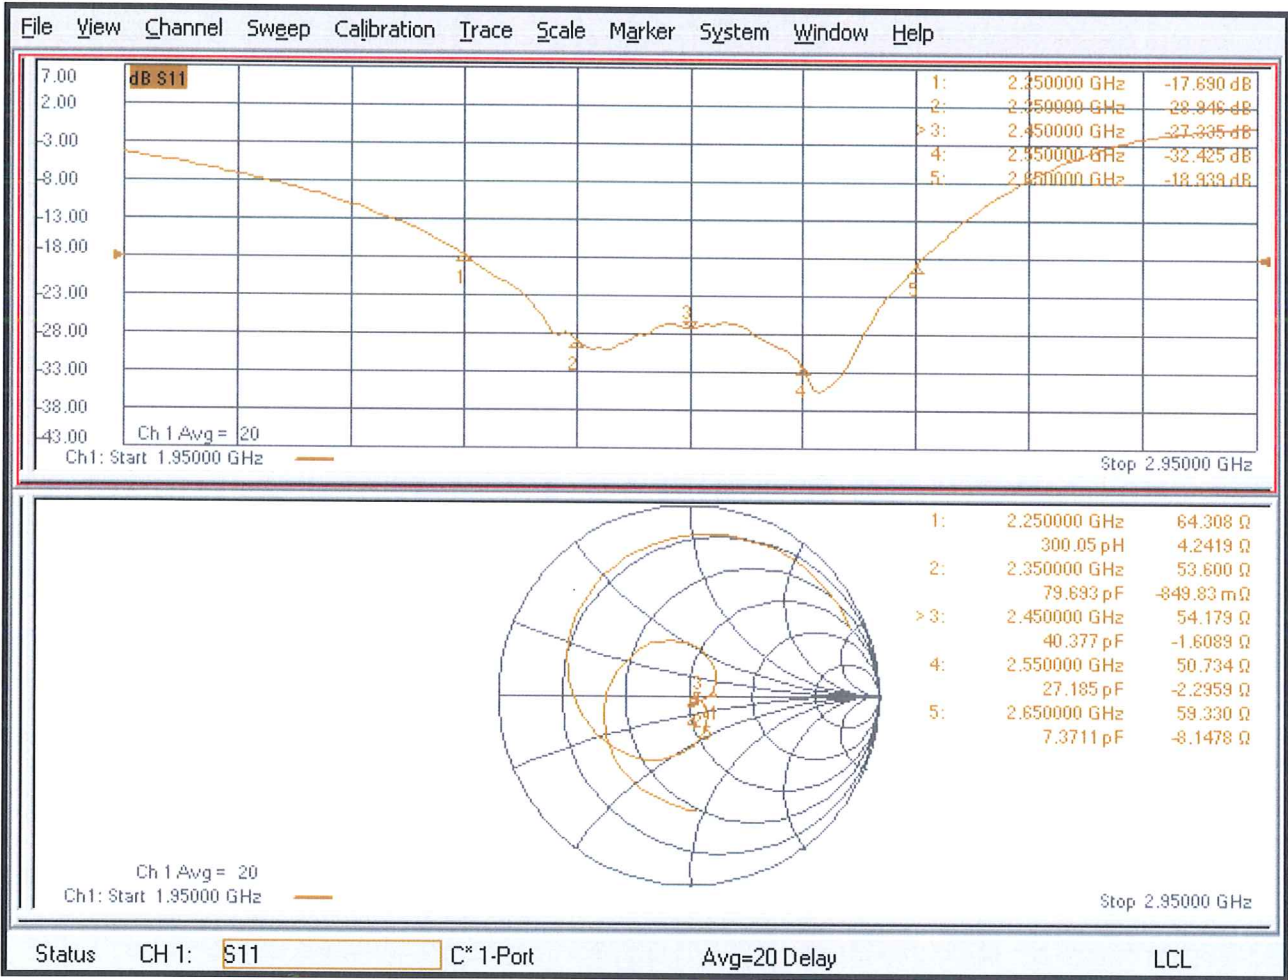 File View Channel Sweep Calibration Trace Scale Marker System Window Help
7.00
2.00
-3.00
-8.00
-13.00
-18.00
-23.00
-28.00
-33.00
-38.00
-43.00
dB S11
1: 2.250000 GHz -17.690 dB
2: 2.350000 GHz -28.946 dB
> 3: 2.450000 GHz -27.335 dB
4: 2.550000 GHz -32.425 dB
5: 2.650000 GHz -18.939 dB
1
2
3
4
5
Ch 1 Avg = 20
Ch1: Start 1.95000 GHz
Stop 2.95000 GHz
1: 2.250000 GHz 64.308 Ω
300.05 pH 4.2419 Ω
2: 2.350000 GHz 53.600 Ω
79.693 pF -849.83 mΩ
> 3: 2.450000 GHz 54.179 Ω
40.377 pF -1.6089 Ω
4: 2.550000 GHz 50.734 Ω
27.185 pF -2.2959 Ω
5: 2.650000 GHz 59.330 Ω
7.3711 pF -8.1478 Ω
3
Ch 1 Avg = 20
Ch1: Start 1.95000 GHz
Stop 2.95000 GHz
Status CH 1: S11 C* 1-Port Avg=20 Delay LCL